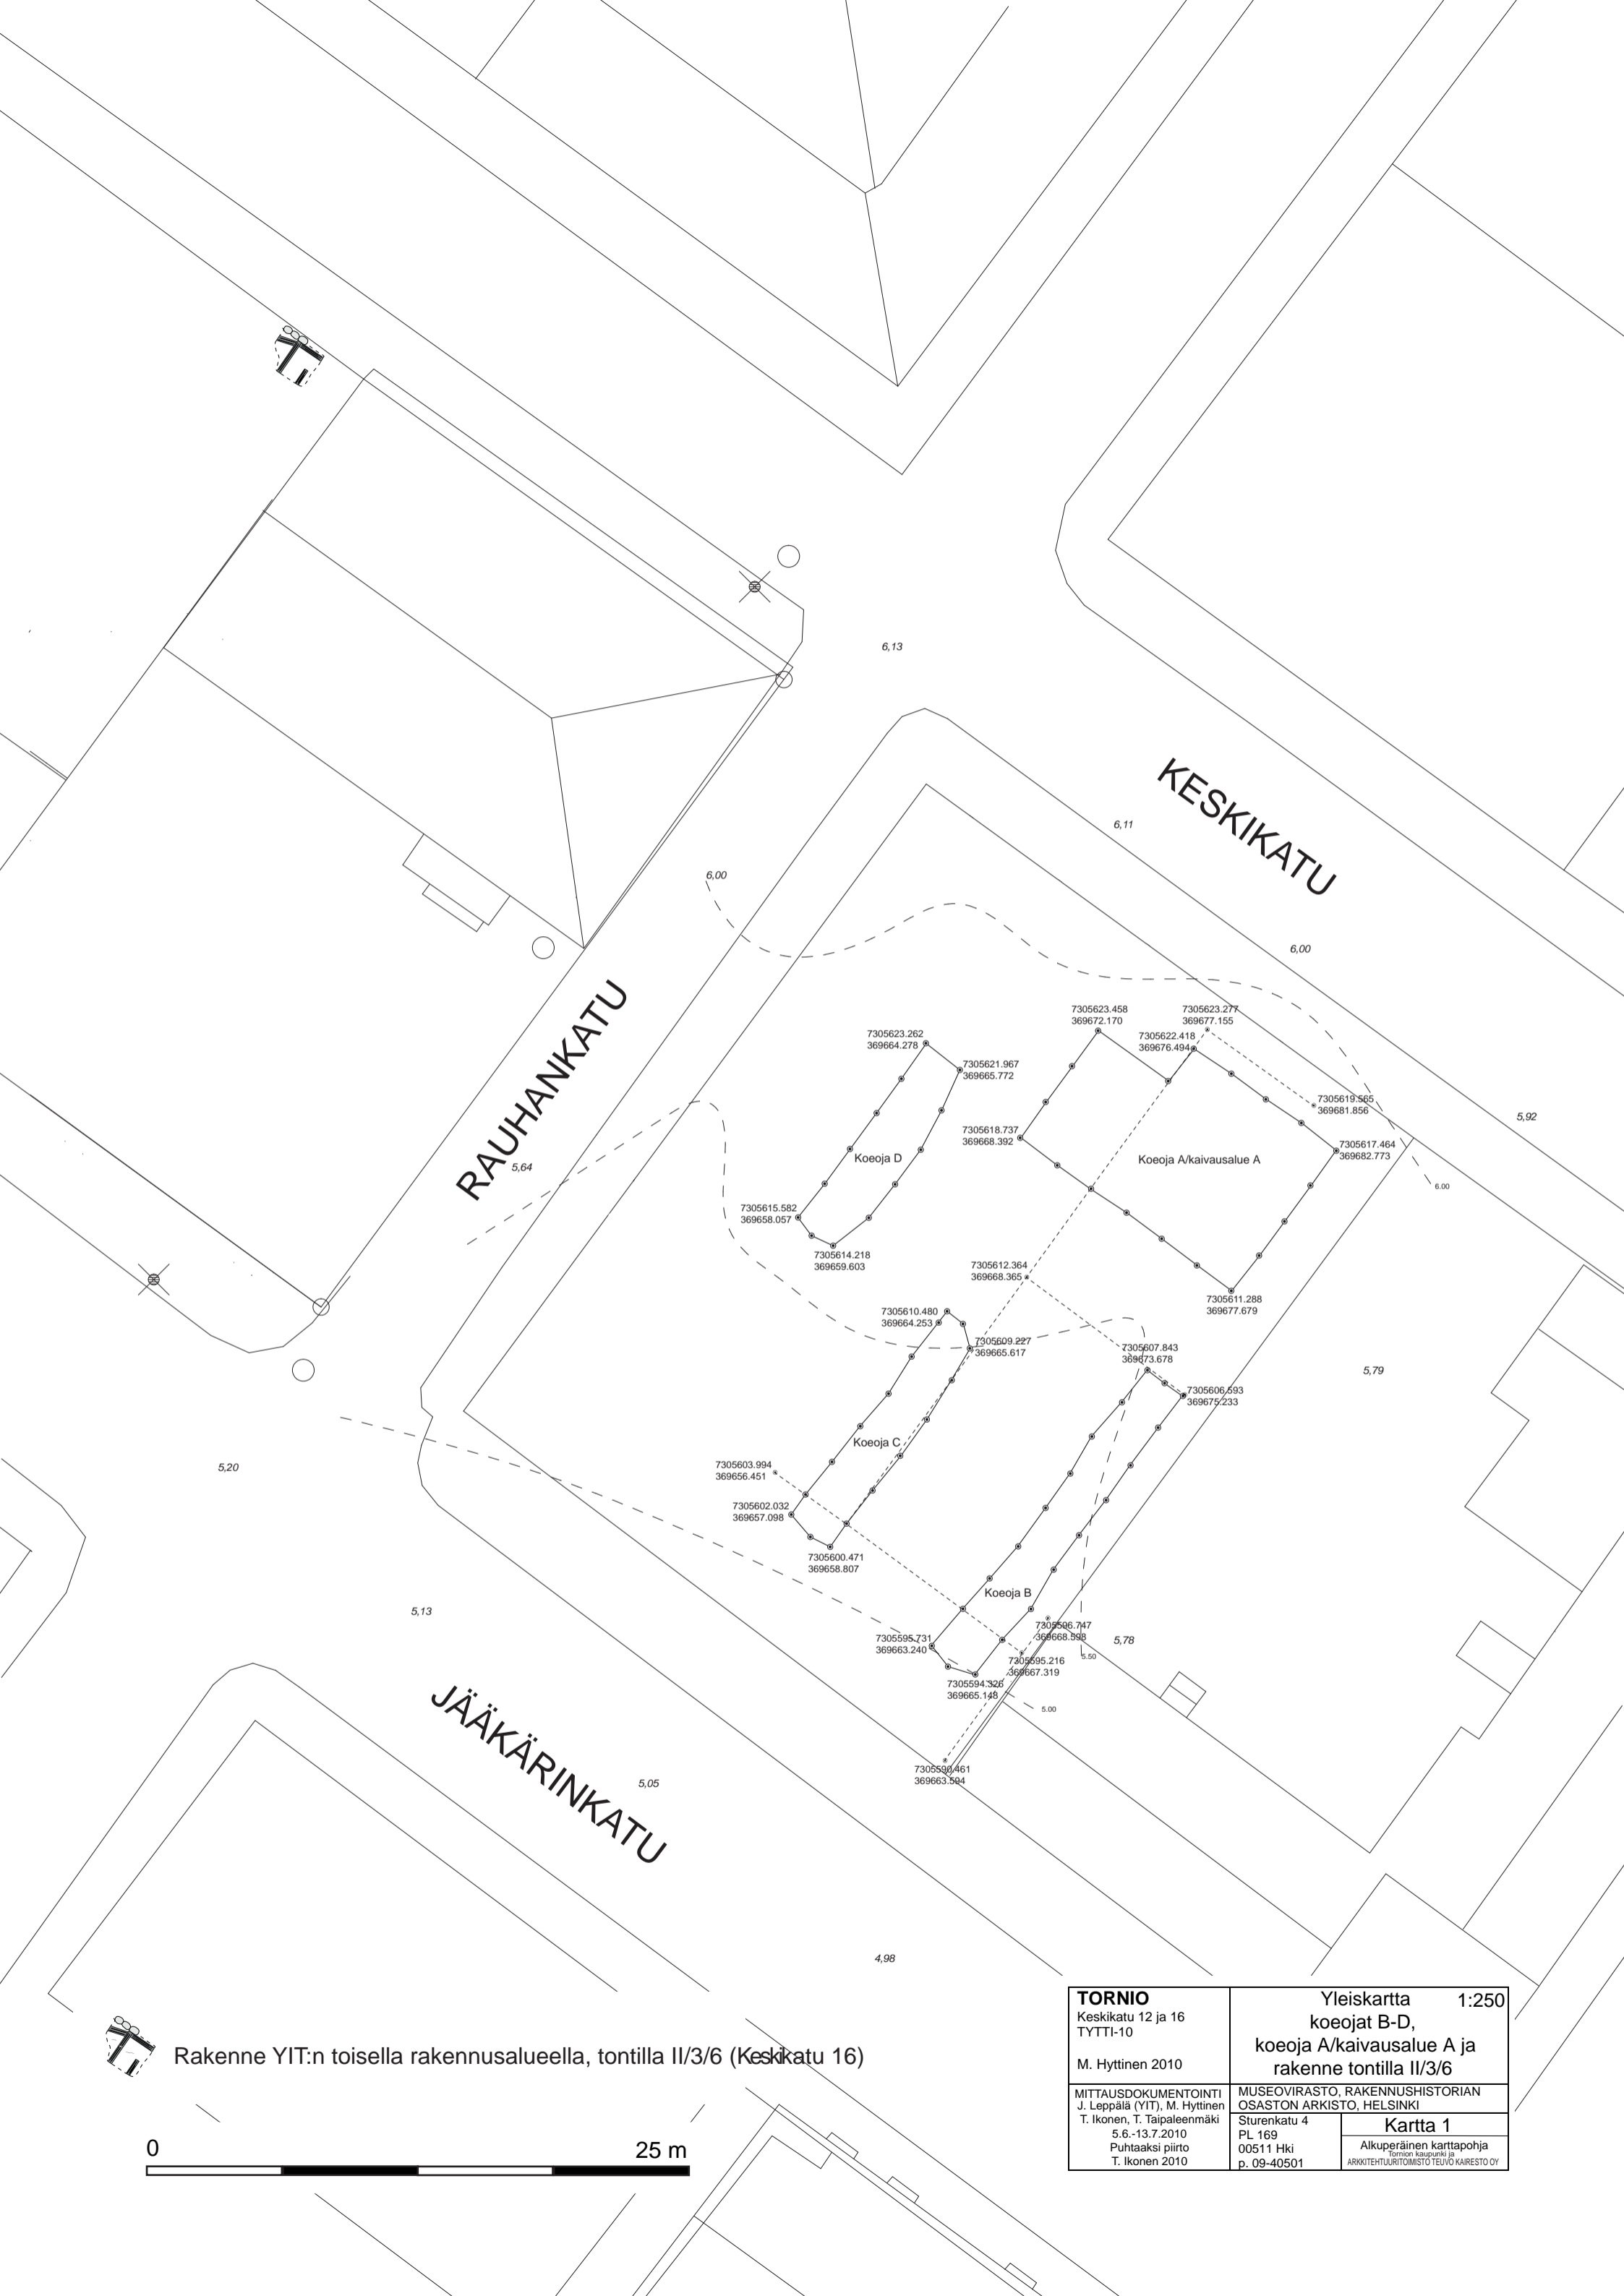 6,13
KESKIKATU
6,11
6,00
6,00
7305623.458
369672.170
7305623.277
369677.155
7305623.262
369664.278
7305622.418
369676.494
7305621.967
369665.772
7305619.565
369681.856
5,92
7305618.737
369668.392
7305617.464
369682.773
RAUHANKATU
5,64
Koeoja D
Koeoja A/kaivausalue A
6.00
7305615.582
369658.057
7305614.218
369659.603
7305612.364
369668.365
7305611.288
369677.679
7305610.480
369664.253
7305609.227
369665.617
7305607.843
369673.678
5,79
7305606.593
369675.233
Koeoja C
5,20
7305603.994
369656.451
7305602.032
369657.098
7305600.471
369658.807
Koeoja B
5,13
7305596.747
369668.598
7305595.731
369663.240
5,78
5.50
7305595.216
369667.319
7305594.326
369665.148
5.00
JÄÄKÄRINKATU
7305590.461
369663.594
5,05
4,98
Rakenne YIT:n toisella rakennusalueella, tontilla II/3/6 (Keskikatu 16)
0 25 m
TORNIO
Keskikatu 12 ja 16
TYTTI-10
M. Hyttinen 2010
Yleiskartta 1:250
koeojat B-D,
koeoja A/kaivausalue A ja
rakenne tontilla II/3/6
MITTAUSDOKUMENTOINTI
J. Leppälä (YIT), M. Hyttinen
T. Ikonen, T. Taipaleenmäki
5.6.-13.7.2010
Puhtaaksi piirto
T. Ikonen 2010
MUSEOVIRASTO, RAKENNUSHISTORIAN
OSASTON ARKISTO, HELSINKI
Sturenkatu 4
PL 169
00511 Hki
p. 09-40501
Kartta 1
Alkuperäinen karttapohja
Tornion kaupunki ja
ARKKITEHTUURITOIMISTO TEUVO KAIRESTO OY